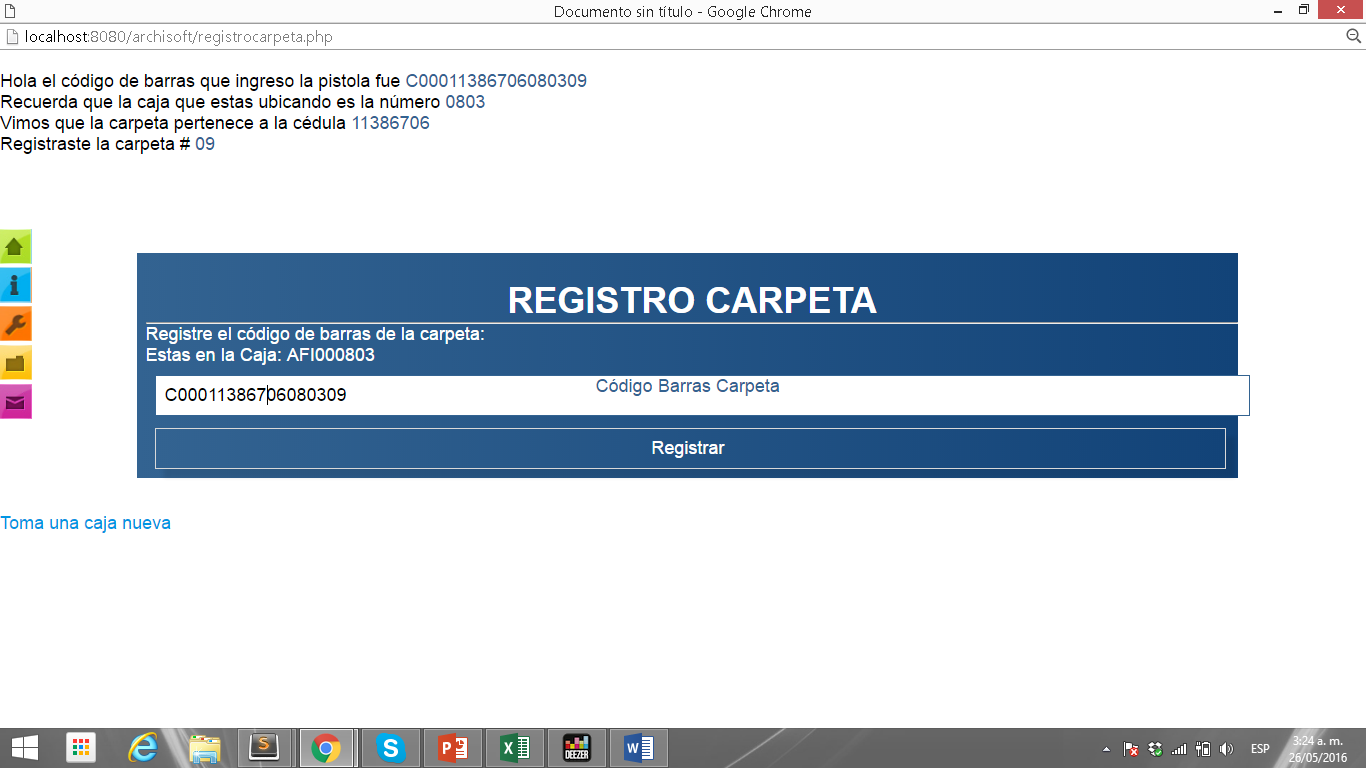 Documento sin título - Google Chrome
localhost:8080/archisoft/registrocarpeta.php
Hola el código de barras que ingreso la pistola fue C00011386706080309
Recuerda que la caja que estas ubicando es la número 0803
Vimos que la carpeta pertenece a la cédula 11386706
Registraste la carpeta # 09
REGISTRO CARPETA
Registre el código de barras de la carpeta:
Estas en la Caja: AFI000803
C00011386706080309
Código Barras Carpeta
Registrar
Toma una caja nueva
DEEZER
ESP
3:24 a. m.
26/05/2016